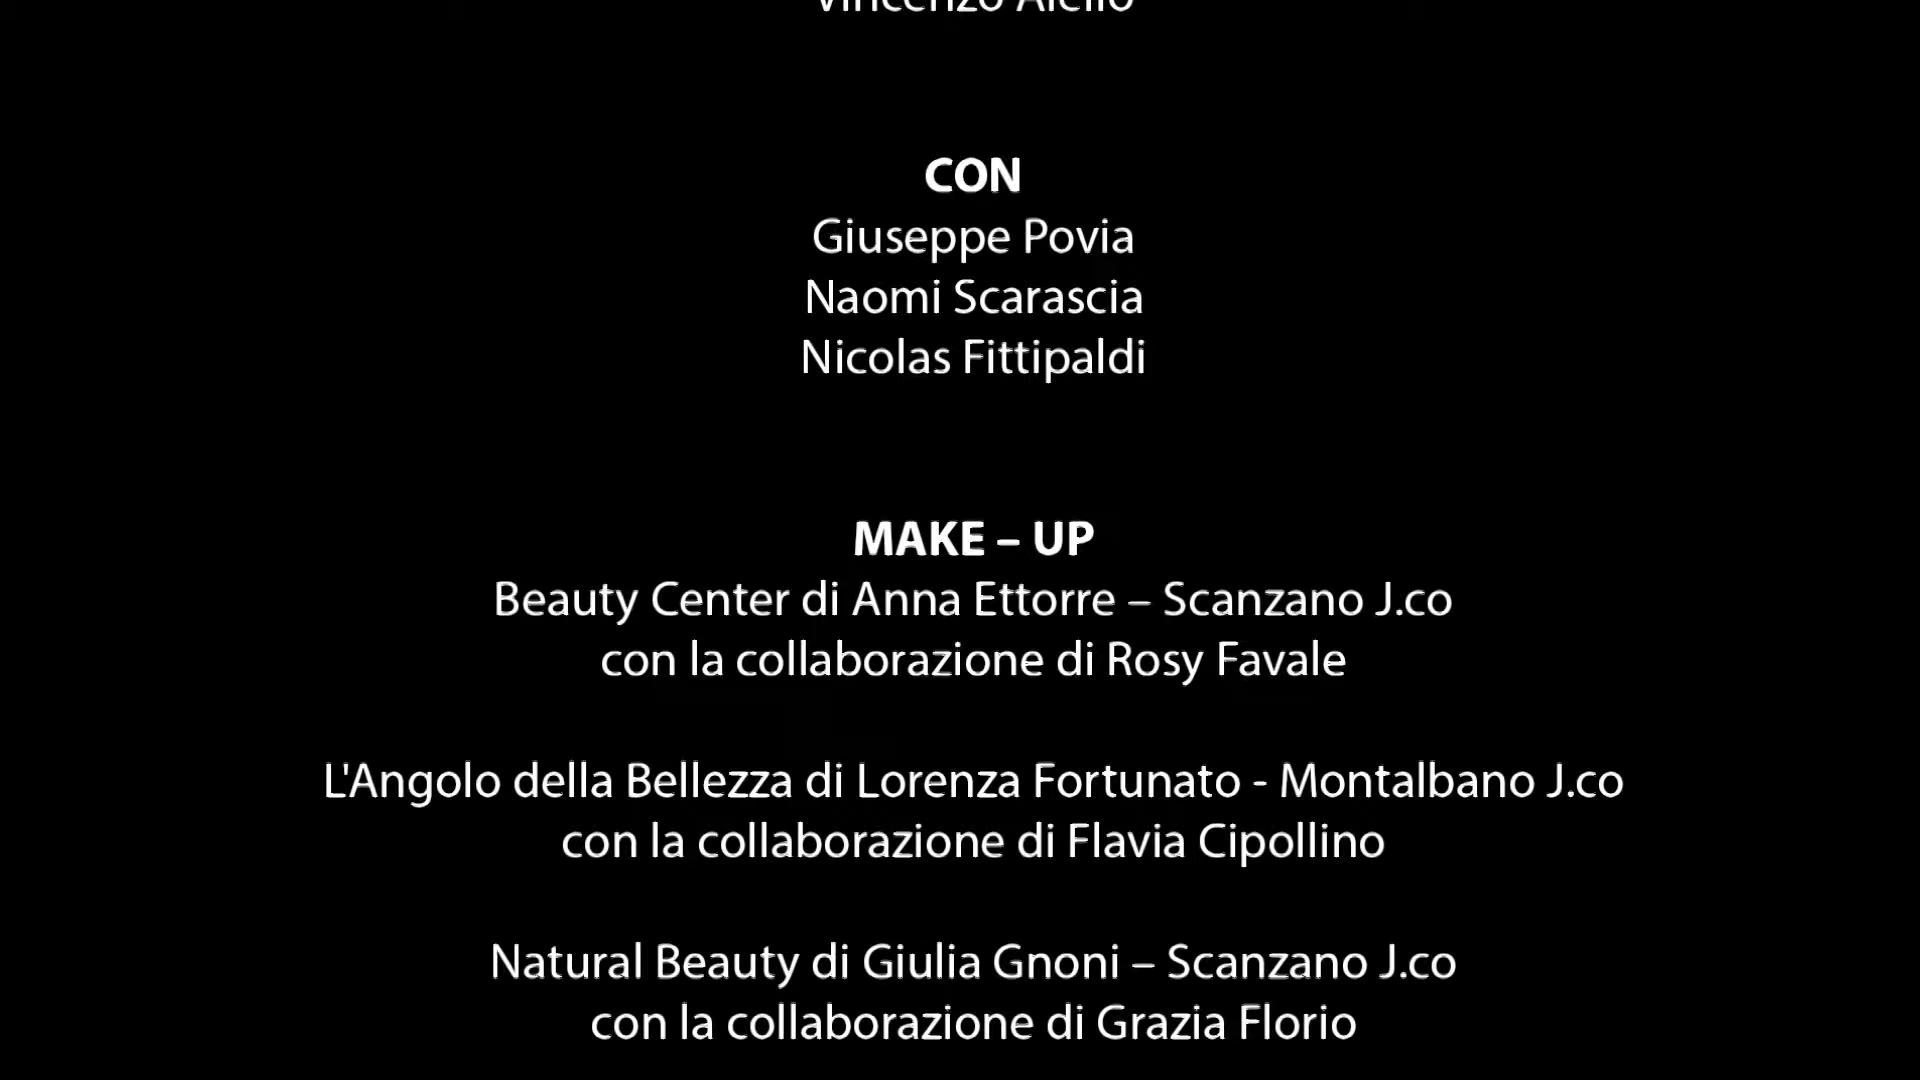 Vincenzo Aiello
CON
Giuseppe Povia
Naomi Scarascia
Nicolas Fittipaldi
MAKE – UP
Beauty Center di Anna Ettorre – Scanzano J.co
con la collaborazione di Rosy Favale
L'Angolo della Bellezza di Lorenza Fortunato - Montalbano J.co
con la collaborazione di Flavia Cipollino
Natural Beauty di Giulia Gnoni – Scanzano J.co
con la collaborazione di Grazia Florio